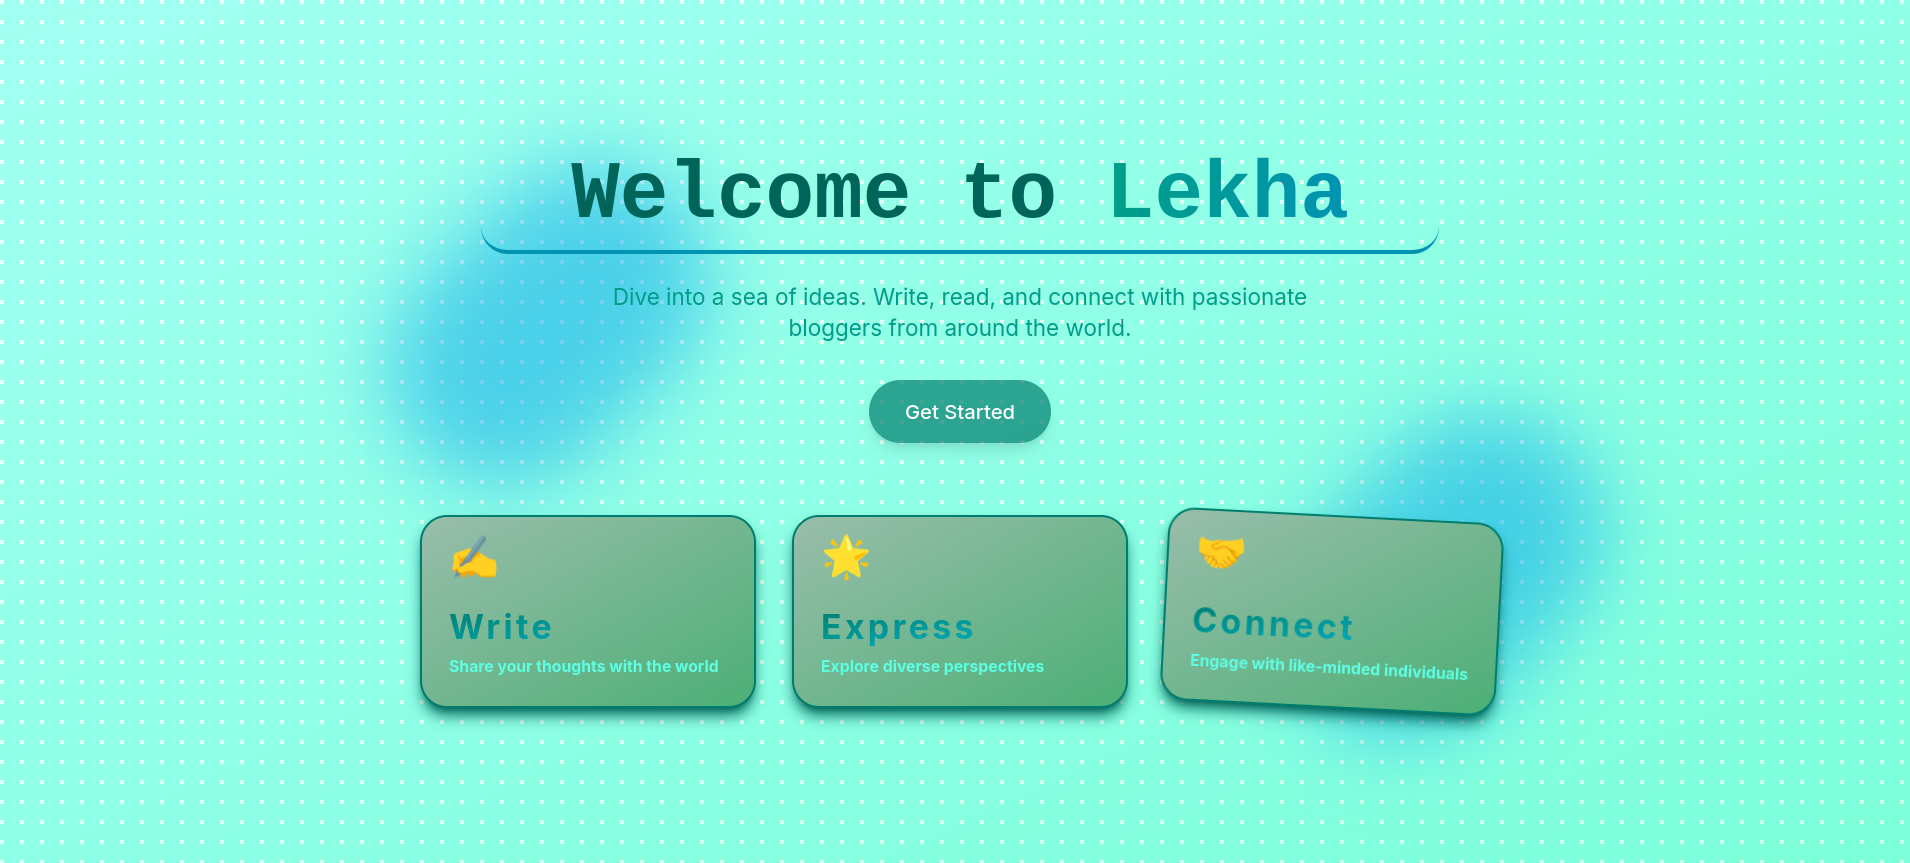 Welcome to Lekha
Dive into a sea of ideas. Write, read, and connect with passionate
bloggers from around the world.
Get Started
Write
Share your thoughts with the world
Express
Explore diverse perspectives
Connect
Engage with like-minded individuals